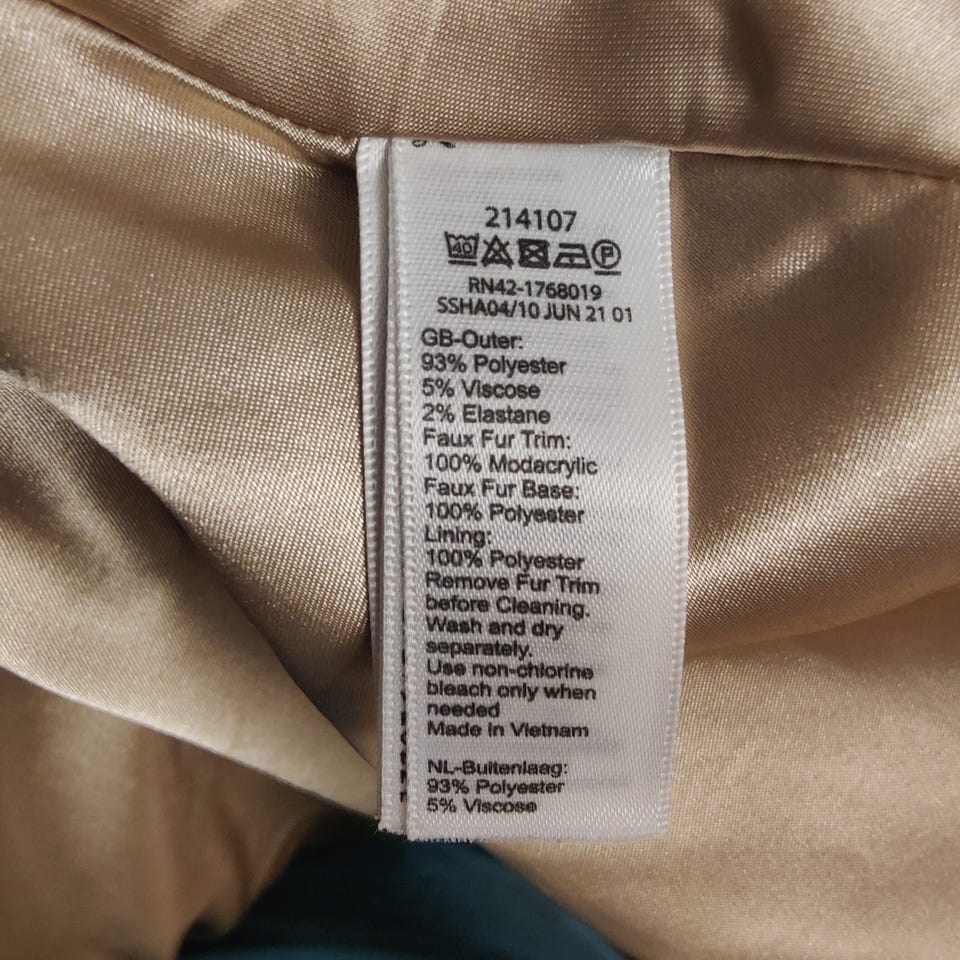 214107
40 P
RN42-1768019
SSHA04/10 JUN 21 01
GB-Outer:
93% Polyester
5% Viscose
2% Elastane
Faux Fur Trim:
100% Modacrylic
Faux Fur Base:
100% Polyester
Lining:
100% Polyester
Remove Fur Trim
before Cleaning.
Wash and dry
separately.
Use non-chlorine
bleach only when
needed
Made in Vietnam
NL-Buitenlaag:
93% Polyester
5% Viscose